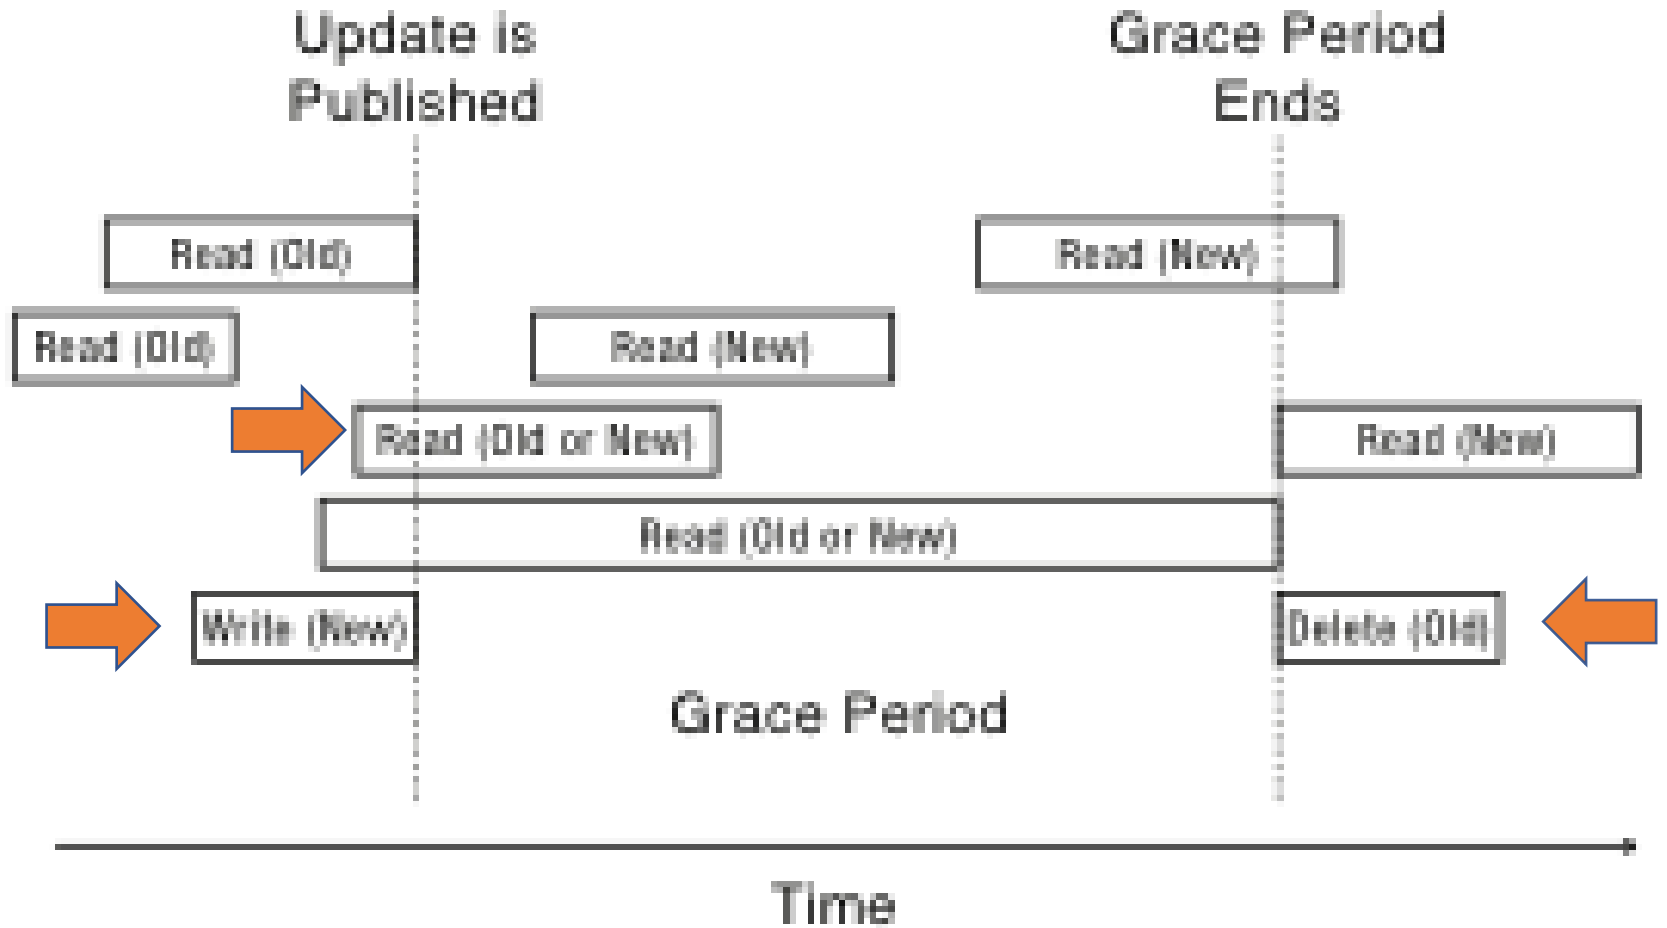 Update is
Published
Grace Period
Ends
Read (Old)
Read (New)
Read (Old)
Read (New)
Read (Old or New)
Read (New)
Read (Old or New)
Write (New)
Delete (Old)
Grace Period
Time